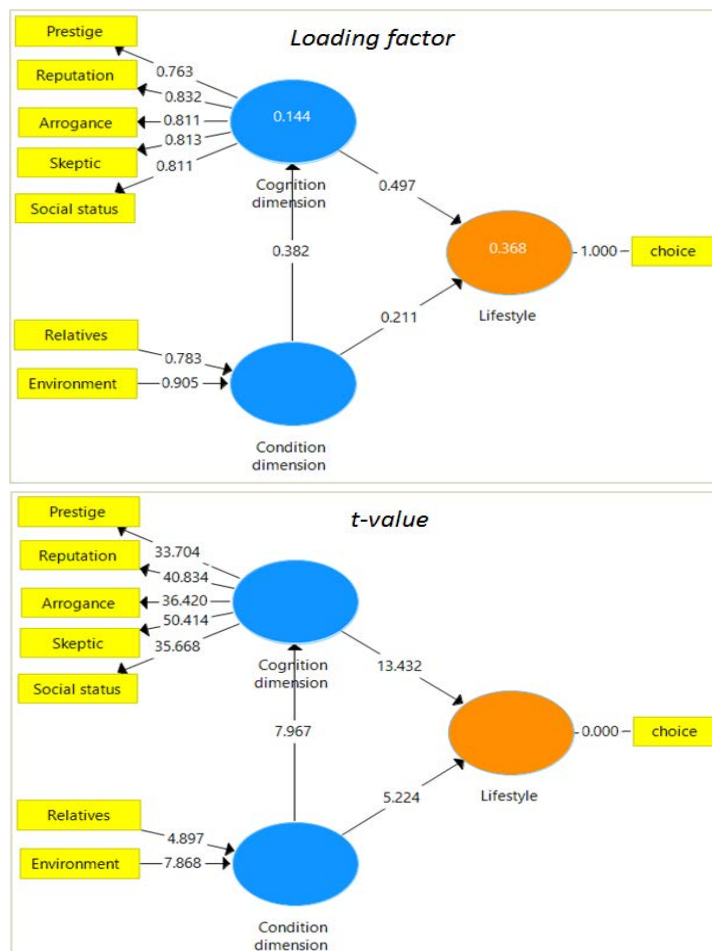 Loading factor
Prestige
Reputation
Arrogance
Skeptic
Social status
0.763
0.832
0.811
0.813
0.811
0.144
Cognition
dimension
0.497
0.382
0.368
1.000
choice
Lifestyle
0.211
Relatives
Environment
0.783
0.905
Condition
dimension
t-value
Prestige
Reputation
Arrogance
Skeptic
Social status
33.704
40.834
36.420
50.414
35.668
Cognition
dimension
13.432
7.967
0.000
choice
Lifestyle
5.224
Relatives
Environment
4.897
7.868
Condition
dimension